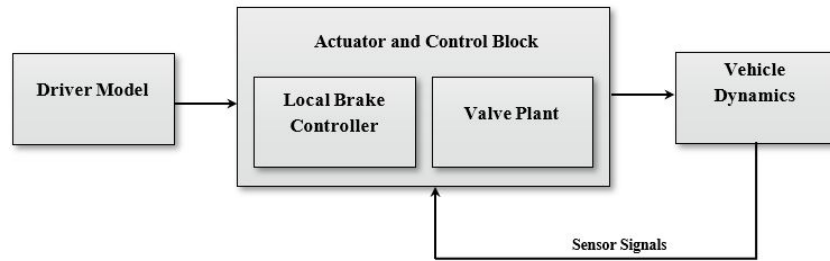 Actuator and Control Block
Driver Model
Local Brake
Controller
Valve Plant
Vehicle
Dynamics
Sensor Signals